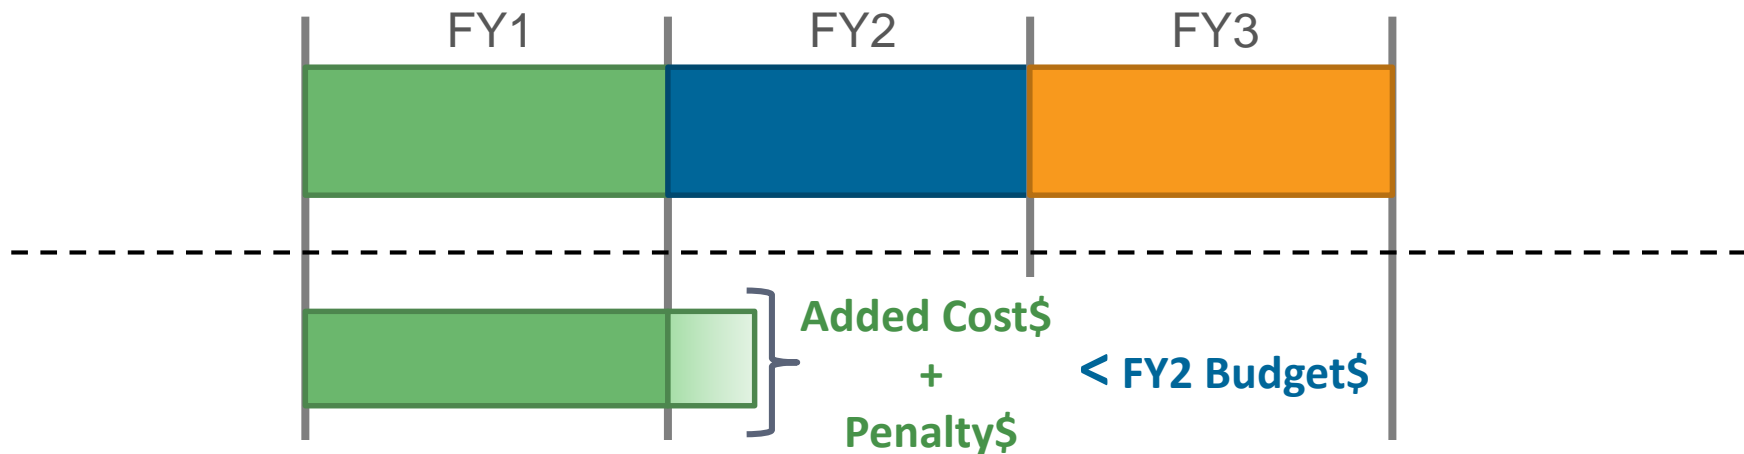 FY1 FY2 FY3
Added Cost$
+
< FY2 Budget$
Penalty$